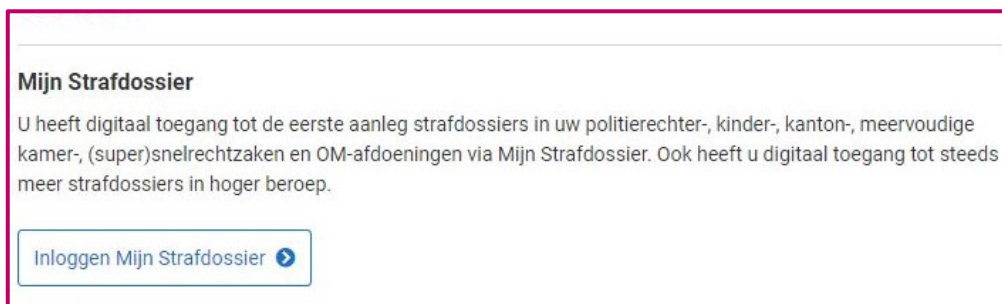 Mijn Strafdossier
U heeft digitaal toegang tot de eerste aanleg strafdossiers in uw politierechter-, kinder-, kanton-, meervoudige
kamer-, (super)snelrechtzaken en OM-afdoeningen via Mijn Strafdossier. Ook heeft u digitaal toegang tot steeds
meer strafdossiers in hoger beroep.
Inloggen Mijn Strafdossier